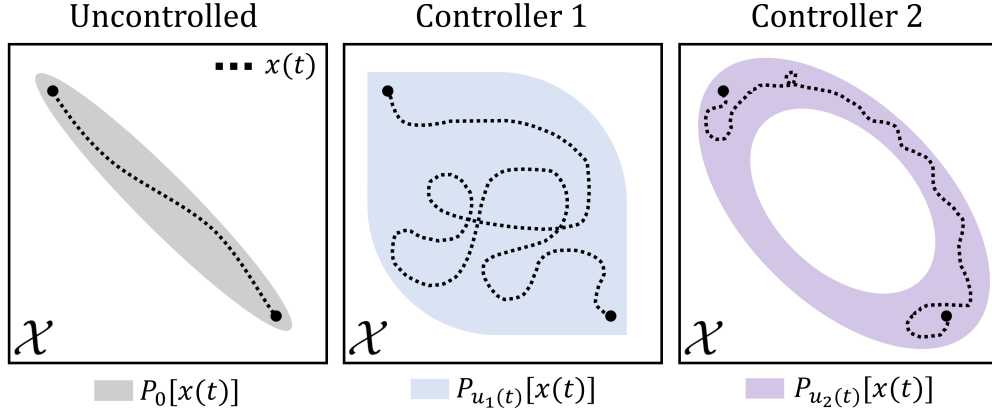 Uncontrolled
Controller 1
Controller 2
x(t)
𝒳
𝒳
𝒳
P₀[x(t)]
P_{u₁(t)}[x(t)]
P_{u₂(t)}[x(t)]